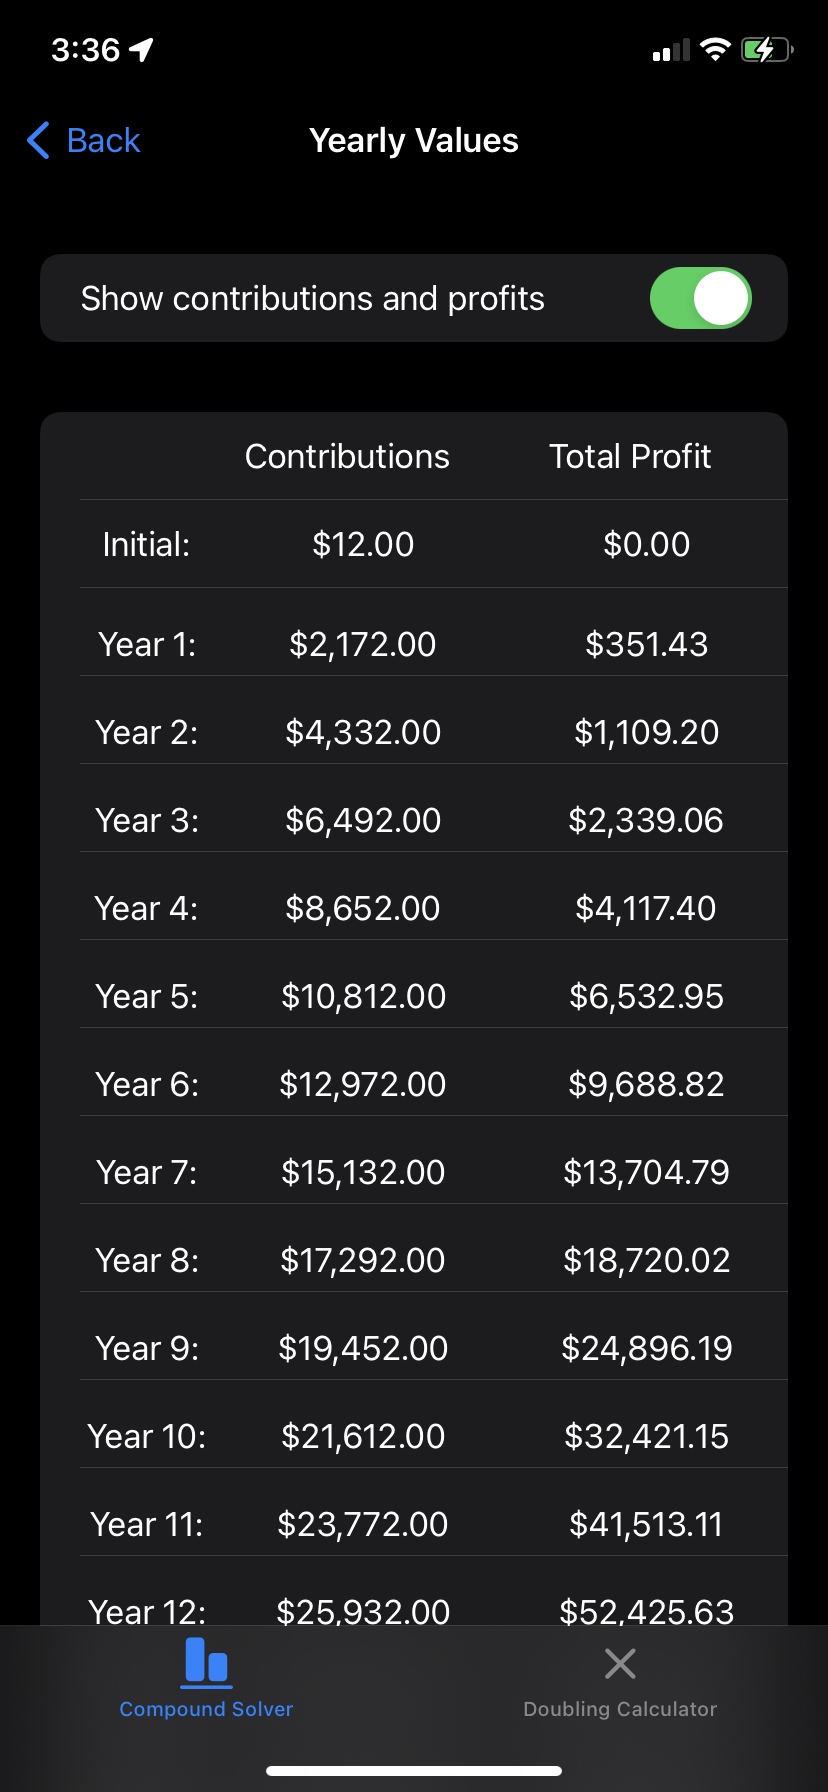 3:36
Back Yearly Values
Show contributions and profits
Contributions Total Profit
Initial: $12.00 $0.00
Year 1: $2,172.00 $351.43
Year 2: $4,332.00 $1,109.20
Year 3: $6,492.00 $2,339.06
Year 4: $8,652.00 $4,117.40
Year 5: $10,812.00 $6,532.95
Year 6: $12,972.00 $9,688.82
Year 7: $15,132.00 $13,704.79
Year 8: $17,292.00 $18,720.02
Year 9: $19,452.00 $24,896.19
Year 10: $21,612.00 $32,421.15
Year 11: $23,772.00 $41,513.11
Year 12: $25,932.00 $52,425.63
Compound Solver Doubling Calculator